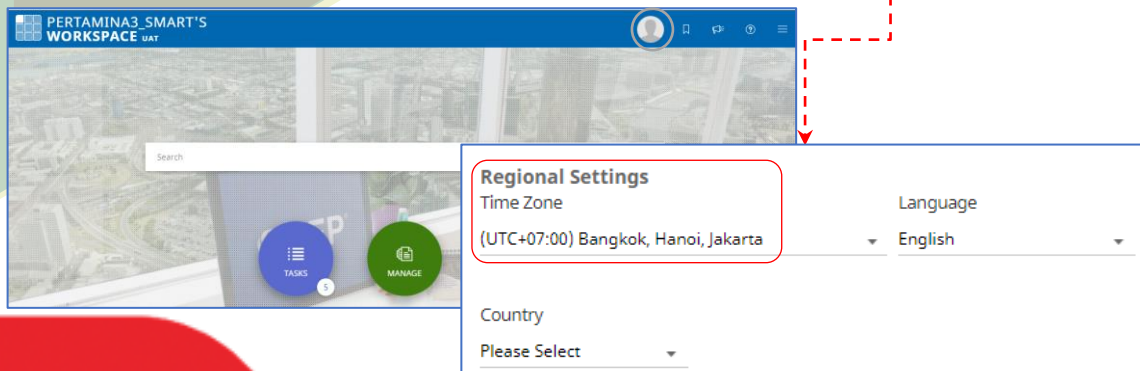 PERTAMINA3_SMART'S
WORKSPACE UAT
Search
TASKS
5
MANAGE
Regional Settings
Time Zone
Language
(UTC+07:00) Bangkok, Hanoi, Jakarta
English
Country
Please Select